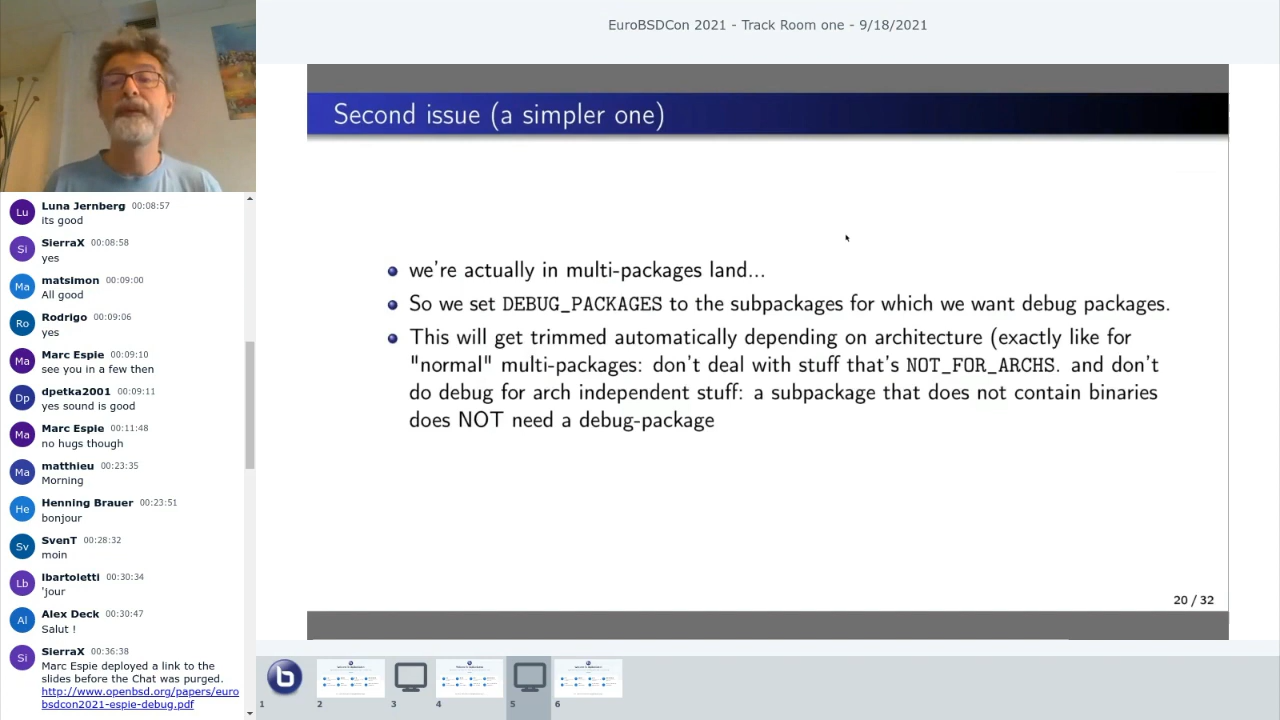 EuroBSDCon 2021 - Track Room one - 9/18/2021
Lu
Luna Jernberg 00:08:57
its good
Si
SierraX 00:08:58
yes
Ma
matsimon 00:09:00
All good
Ro
Rodrigo 00:09:06
yes
Ma
Marc Espie 00:09:10
see you in a few then
Dp
dpetka2001 00:09:11
yes sound is good
Ma
Marc Espie 00:11:48
no hugs though
Ma
matthieu 00:23:35
Morning
He
Henning Brauer 00:23:51
bonjour
Sv
SvenT 00:28:32
moin
Lb
lbartoletti 00:30:34
'jour
Al
Alex Deck 00:30:47
Salut !
Si
SierraX 00:36:38
Marc Espie deployed a link to the
slides before the Chat was purged.
http://www.openbsd.org/papers/euro
bsdcon2021-espie-debug.pdf
Second issue (a simpler one)
we're actually in multi-packages land...
So we set DEBUG_PACKAGES to the subpackages for which we want debug packages.
This will get trimmed automatically depending on architecture (exactly like for
"normal" multi-packages: don't deal with stuff that's NOT_FOR_ARCHS. and don't
do debug for arch independent stuff: a subpackage that does not contain binaries
does NOT need a debug-package
20 / 32
b
1
2
3
4
5
6